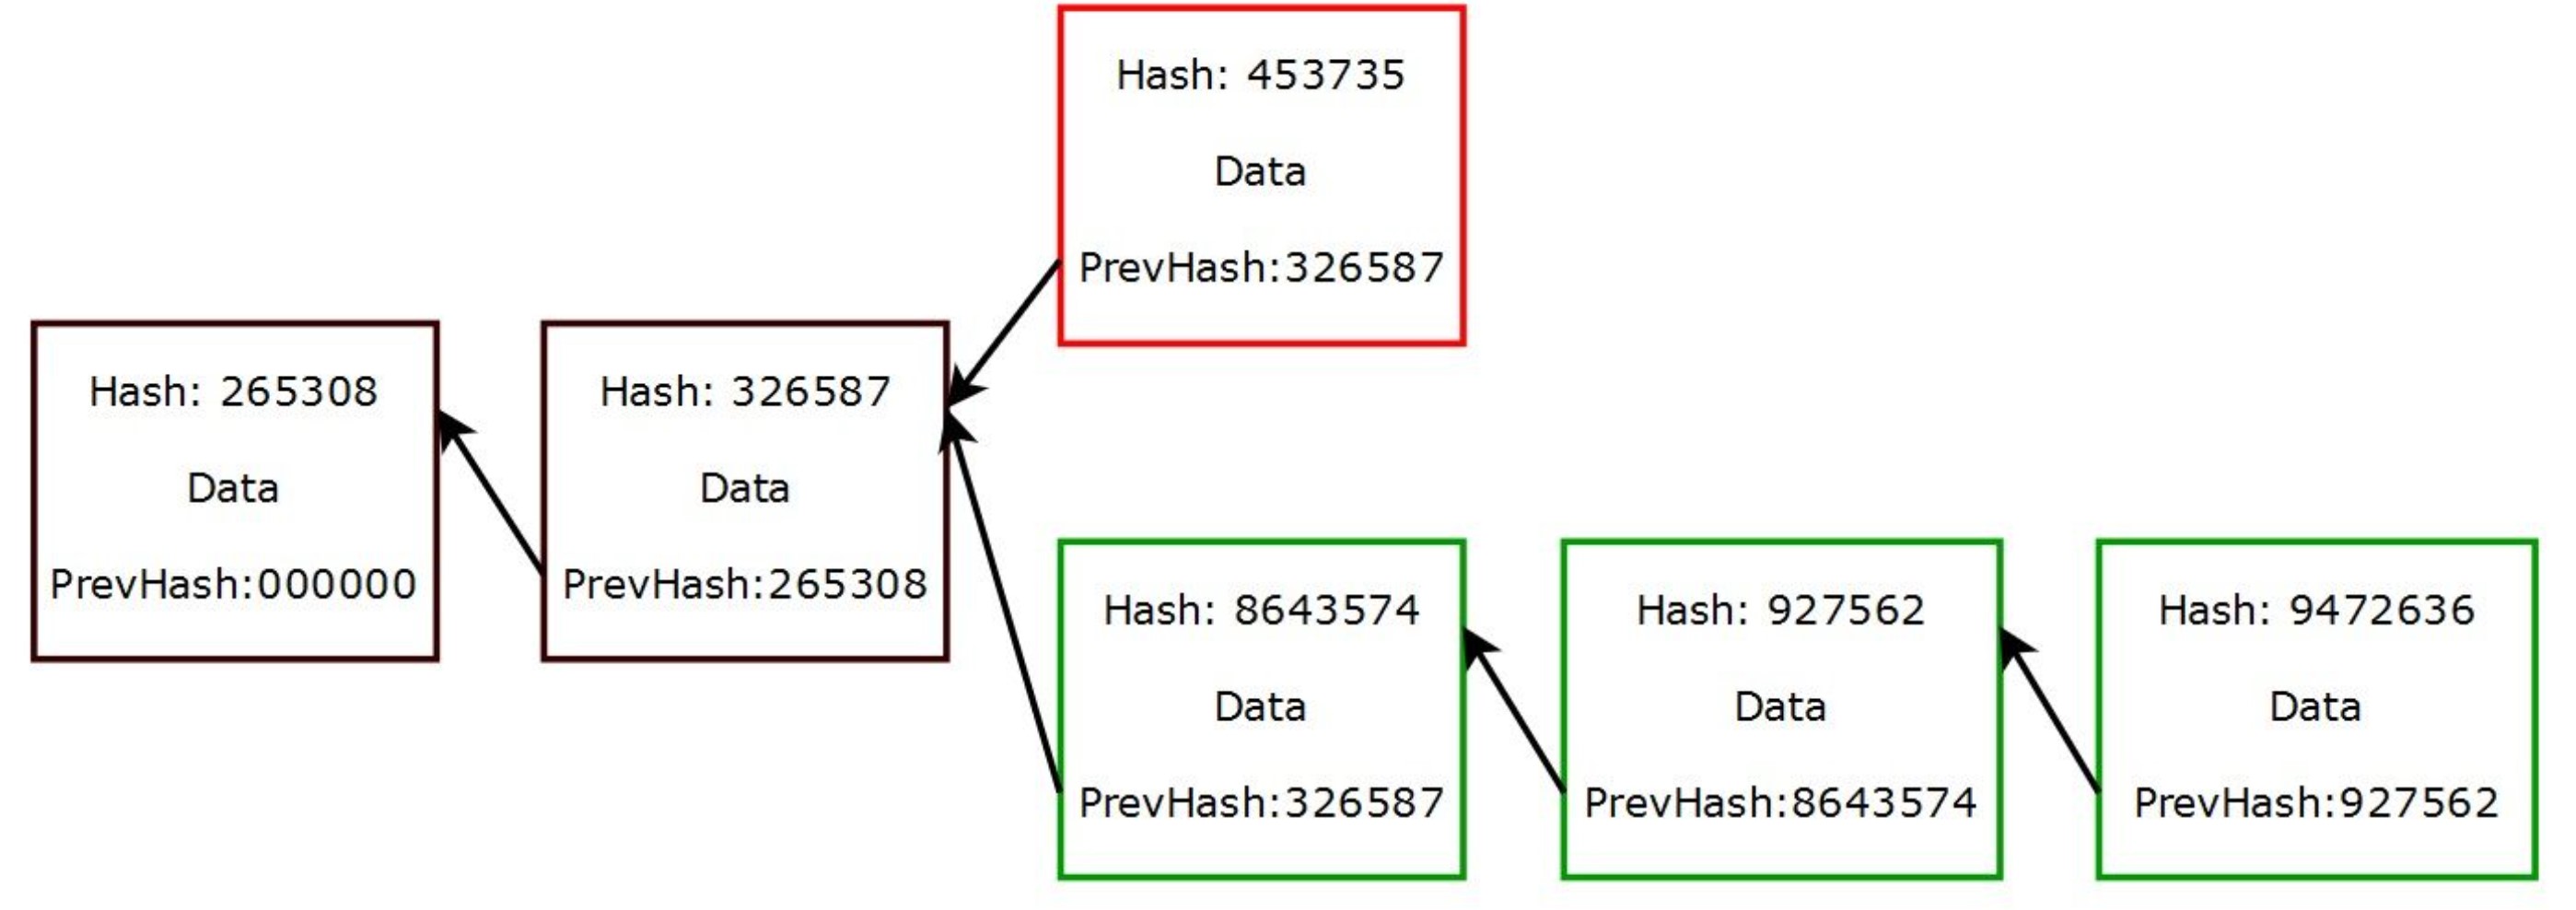 Hash: 453735
Data
PrevHash:326587
Hash: 265308
Data
PrevHash:000000
Hash: 326587
Data
PrevHash:265308
Hash: 8643574
Data
PrevHash:326587
Hash: 927562
Data
PrevHash:8643574
Hash: 9472636
Data
PrevHash:927562